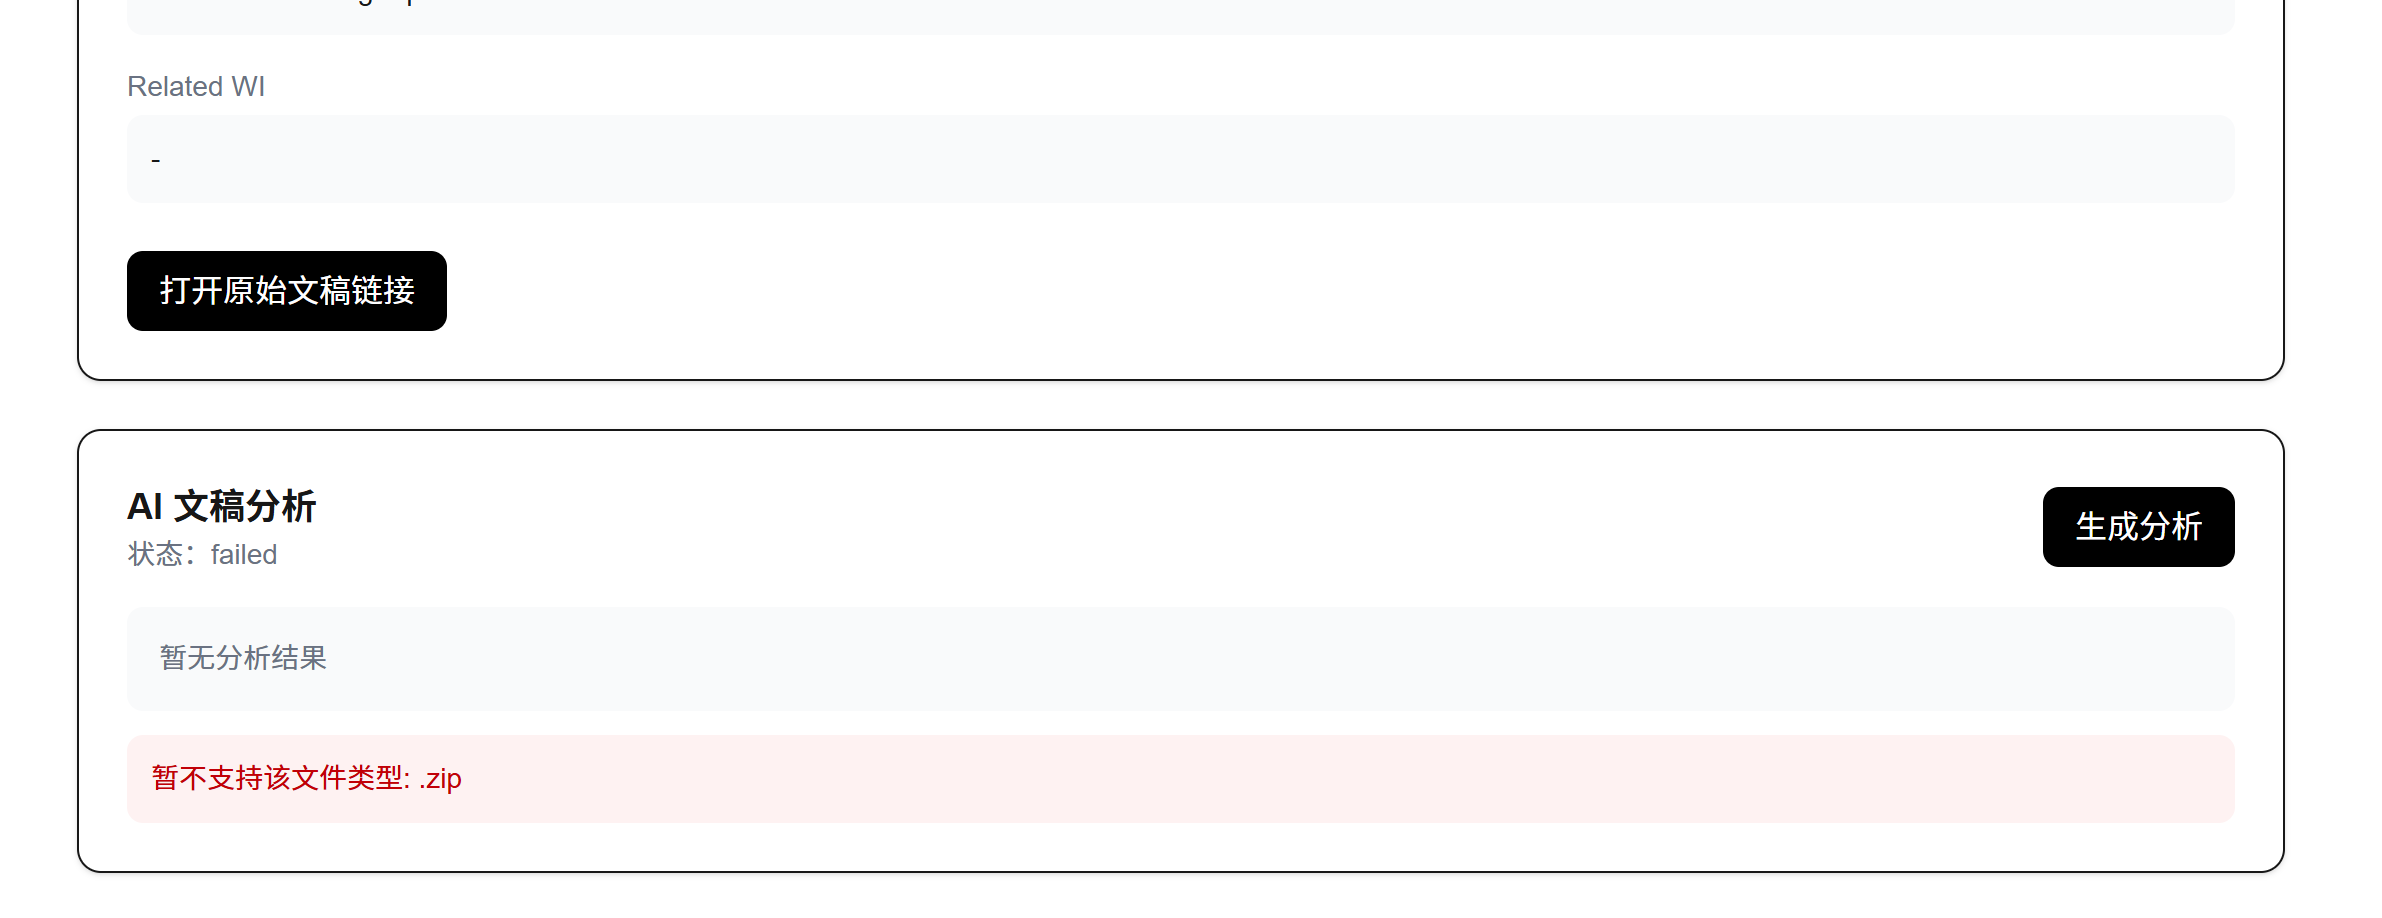 Related WI
-
打开原始文稿链接
AI 文稿分析
状态：failed
生成分析
暂无分析结果
暂不支持该文件类型: .zip